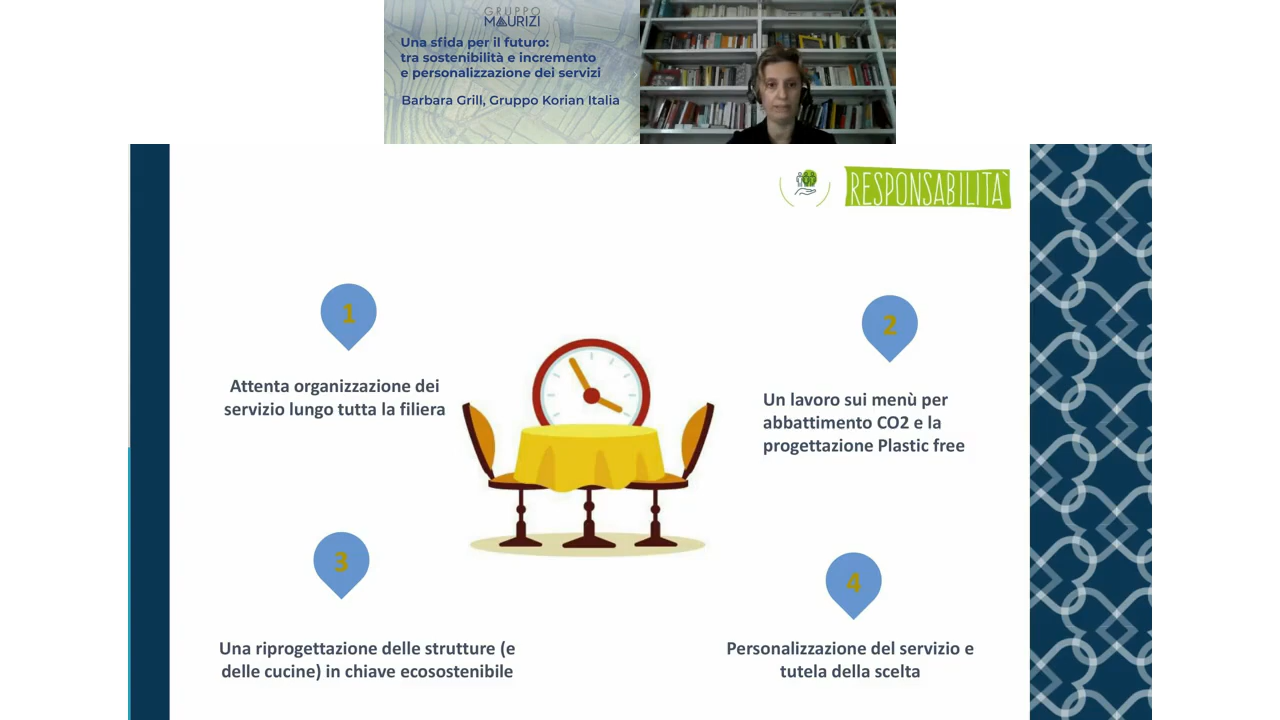 GRUPPO
MAURIZI
Una sfida per il futuro:
tra sostenibilità e incremento
e personalizzazione dei servizi
Barbara Grill, Gruppo Korian Italia
RESPONSABILITÀ
1
Attenta organizzazione dei
servizio lungo tutta la filiera
2
Un lavoro sui menù per
abbattimento CO2 e la
progettazione Plastic free
3
Una riprogettazione delle strutture (e
delle cucine) in chiave ecosostenibile
4
Personalizzazione del servizio e
tutela della scelta